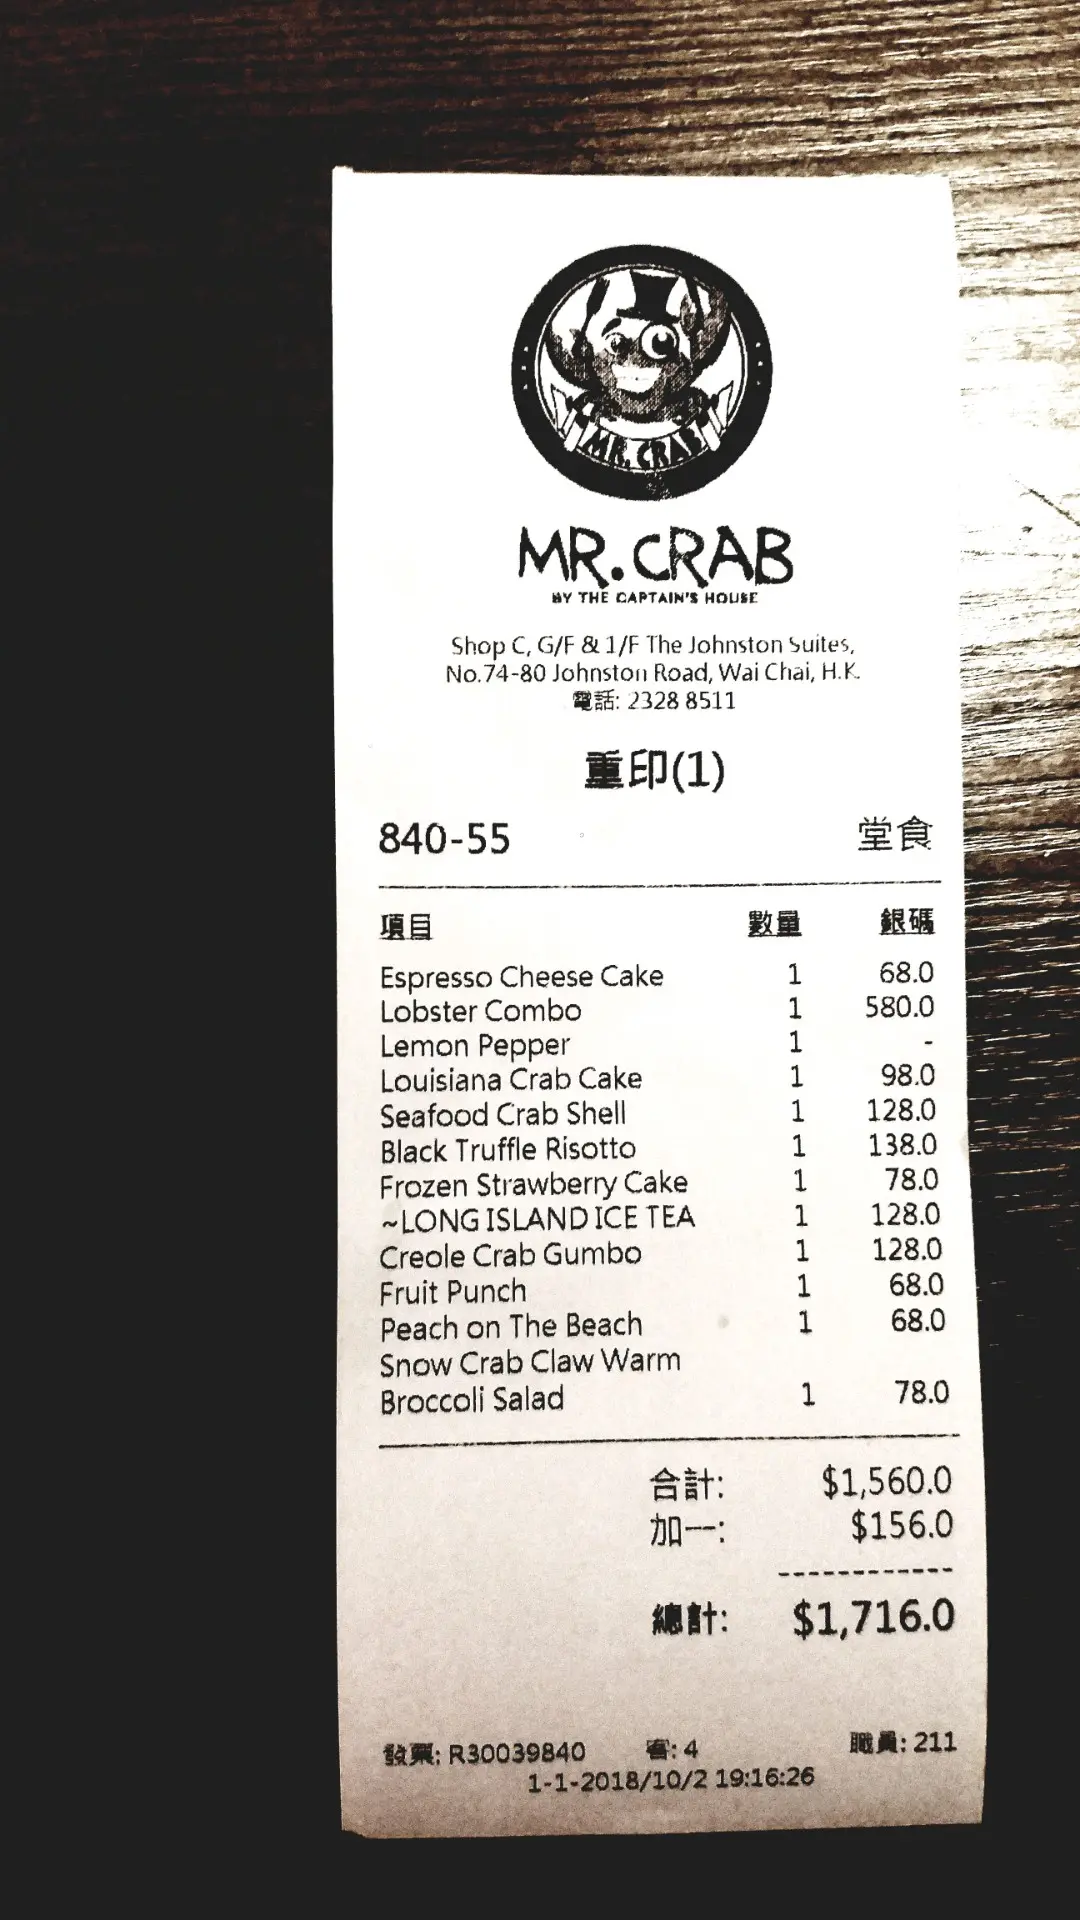 MR. CRAB
MR. CRAB
BY THE CAPTAIN'S HOUSE
Shop C, G/F & 1/F The Johnston Suites,
No.74-80 Johnston Road, Wai Chai, H.K.
電話: 2328 8511
重印(1)
840-55 堂食
項目 數量 銀碼
Espresso Cheese Cake 1 68.0
Lobster Combo 1 580.0
Lemon Pepper 1 -
Louisiana Crab Cake 1 98.0
Seafood Crab Shell 1 128.0
Black Truffle Risotto 1 138.0
Frozen Strawberry Cake 1 78.0
~LONG ISLAND ICE TEA 1 128.0
Creole Crab Gumbo 1 128.0
Fruit Punch 1 68.0
Peach on The Beach 1 68.0
Snow Crab Claw Warm
Broccoli Salad 1 78.0
合計: $1,560.0
加一: $156.0
------------
總計: $1,716.0
發票: R30039840 客: 4 職員: 211
1-1-2018/10/2 19:16:26